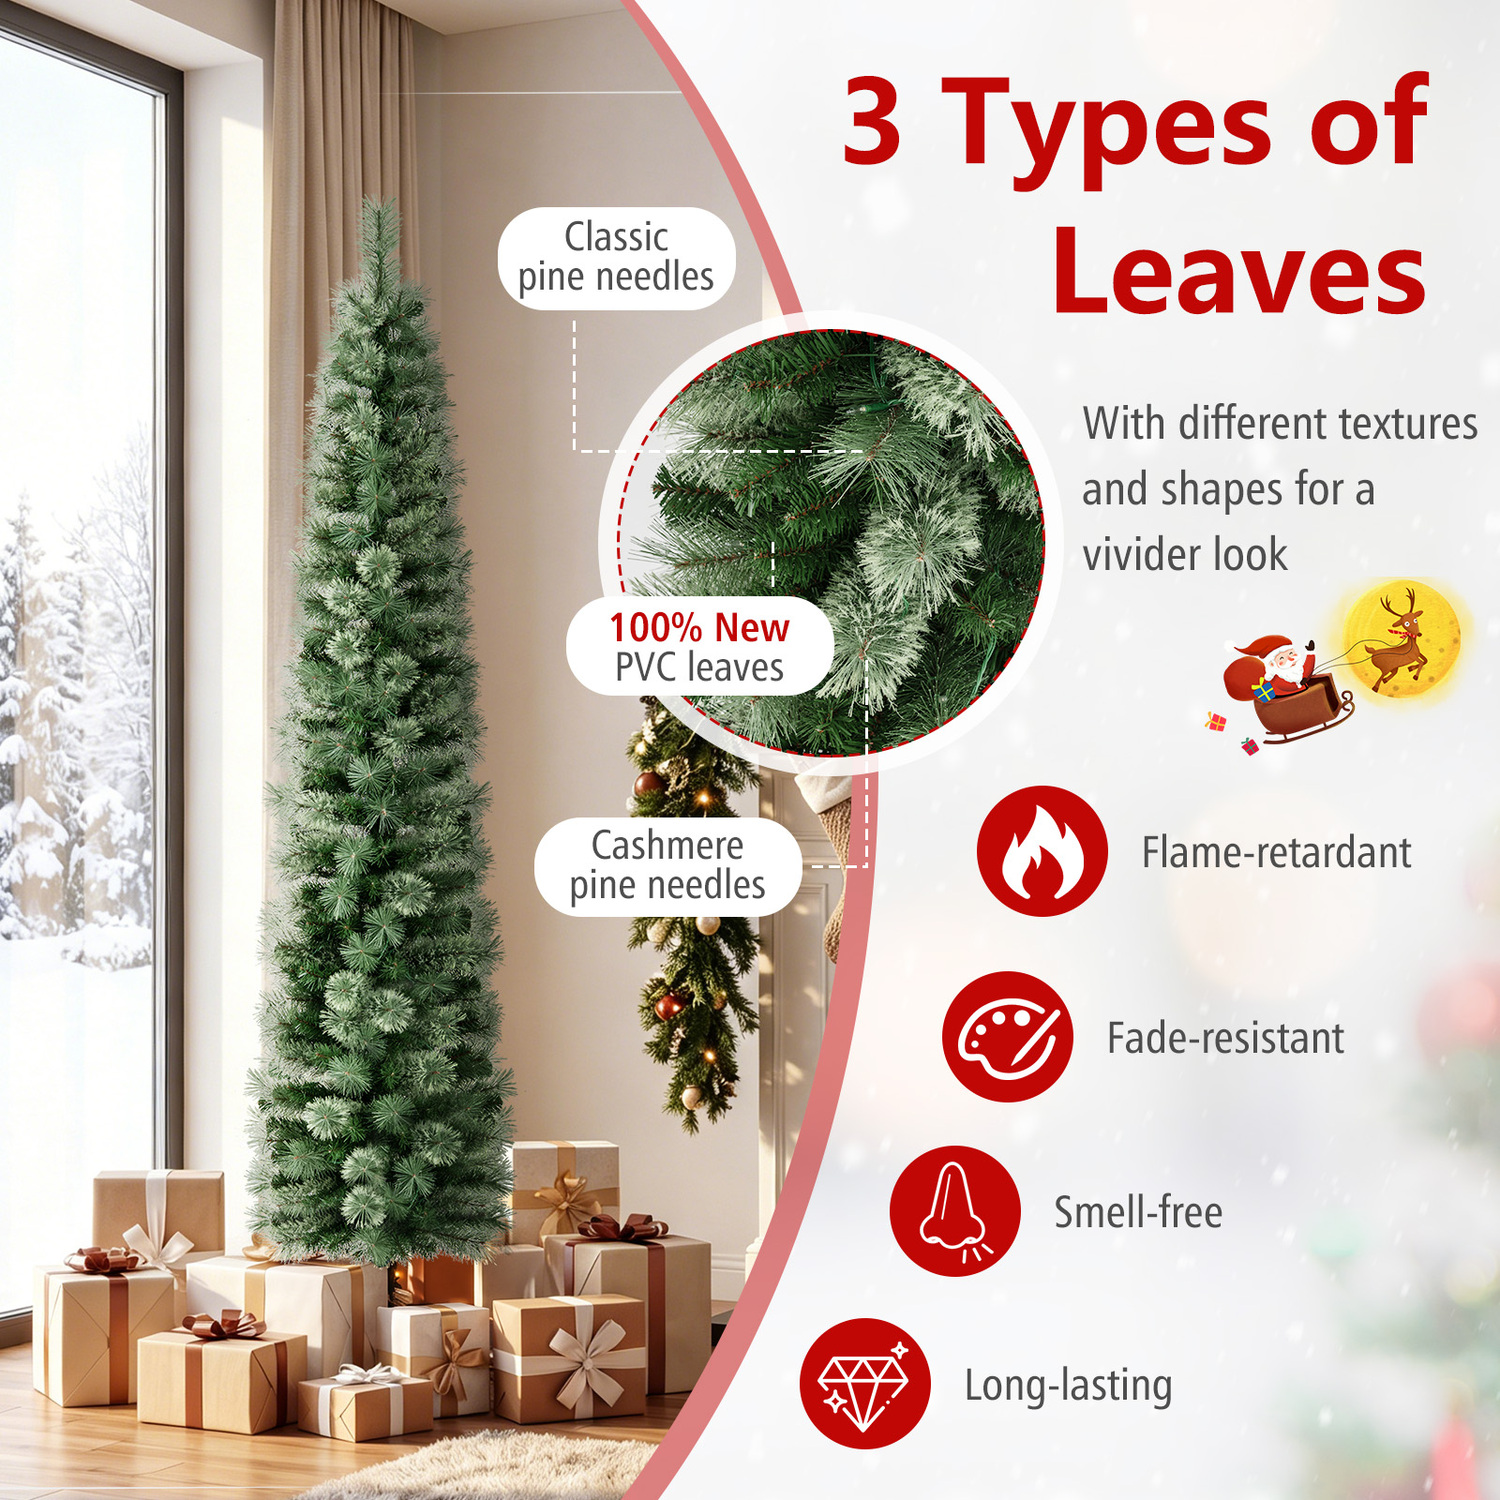 3 Types of
Leaves
Classic
pine needles
With different textures
and shapes for a
vivider look
100% New
PVC leaves
Cashmere
pine needles
Flame-retardant
Fade-resistant
Smell-free
Long-lasting